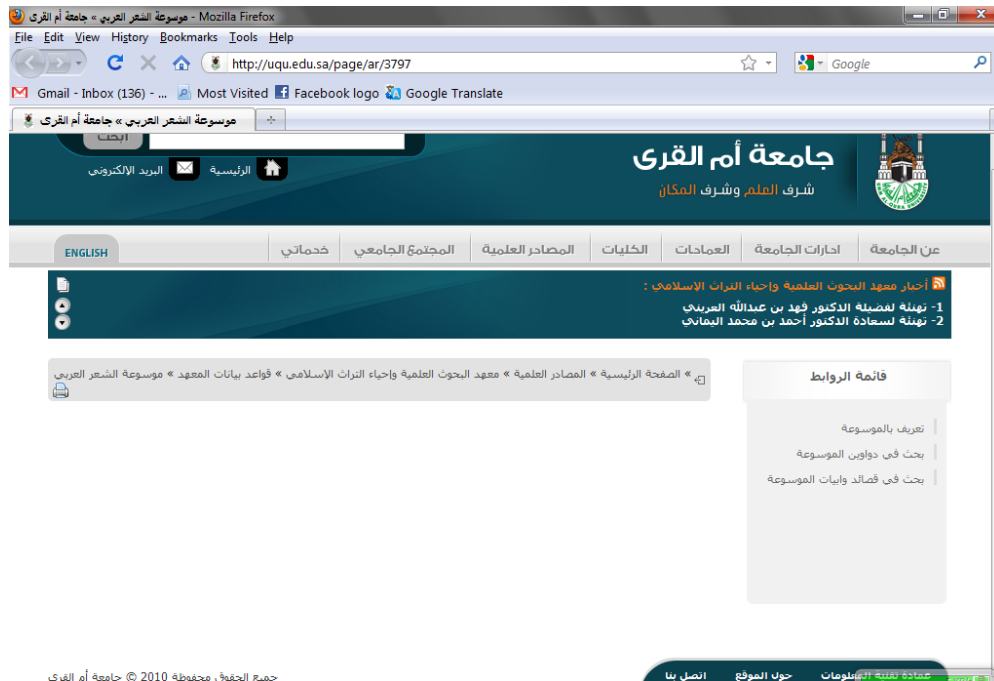 موسوعة الشعر العربي » جامعة أم القرى - Mozilla Firefox
File Edit View History Bookmarks Tools Help
http://uqu.edu.sa/page/ar/3797
Google
Gmail - Inbox (136) - ... Most Visited Facebook logo Google Translate
موسوعة الشعر العربي » جامعة أم القرى
ابحث
الرئيسية البريد الإلكتروني
جامعة أم القرى
شرف العلم وشرف المكان
عن الجامعة ادارات الجامعة العمادات الكليات المصادر العلمية المجتمع الجامعي خدماتي ENGLISH
أخبار معهد البحوث العلمية وإحياء التراث الإسلامي :
1- تهنئة لفضيلة الدكتور فهد بن عبدالله العريني
2- تهنئة لسعادة الدكتور أحمد بن محمد اليماني
» الصفحة الرئيسية » المصادر العلمية » معهد البحوث العلمية وإحياء التراث الإسلامي » قواعد بيانات المعهد » موسوعة الشعر العربي
قائمة الروابط
تعريف بالموسوعة
بحث في دواوين الموسوعة
بحث في قصائد وابيات الموسوعة
عمادة تقنية المعلومات حول الموقع اتصل بنا
جميع الحقوق محفوظة 2010 © جامعة أم القرى